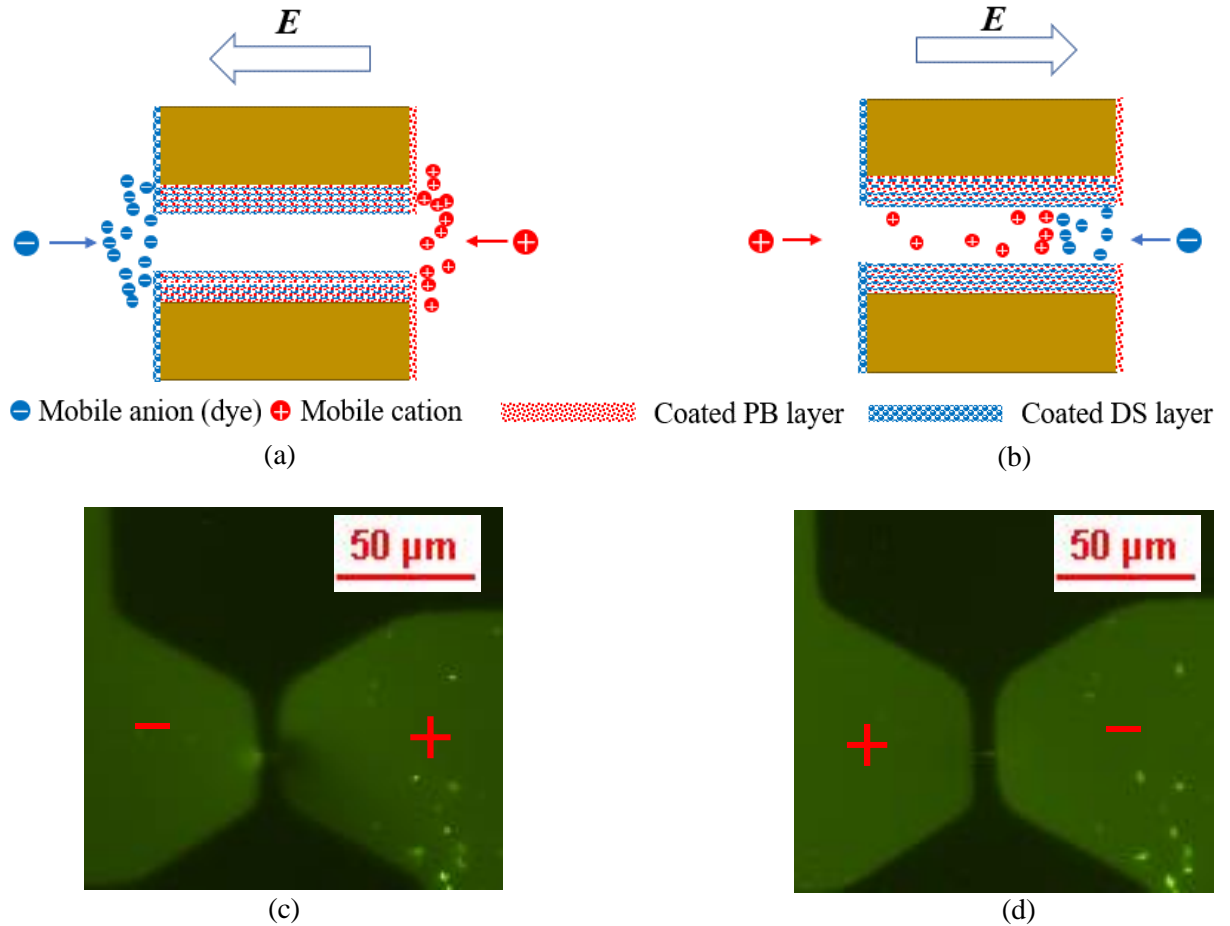 E
E
− Mobile anion (dye) + Mobile cation Coated PB layer Coated DS layer
(a)
(b)
50 µm
− +
50 µm
+ −
(c)
(d)